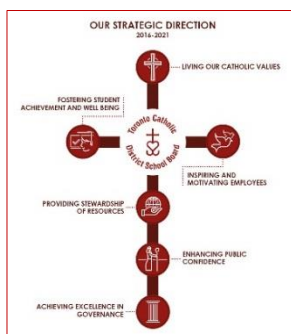 OUR STRATEGIC DIRECTION
2016-2021
LIVING OUR CATHOLIC VALUES
FOSTERING STUDENT
ACHIEVEMENT AND WELL BEING
Toronto Catholic
District School Board
INSPIRING AND
MOTIVATING EMPLOYEES
PROVIDING STEWARDSHIP
OF RESOURCES
ENHANCING PUBLIC
CONFIDENCE
ACHIEVING EXCELLENCE IN
GOVERNANCE